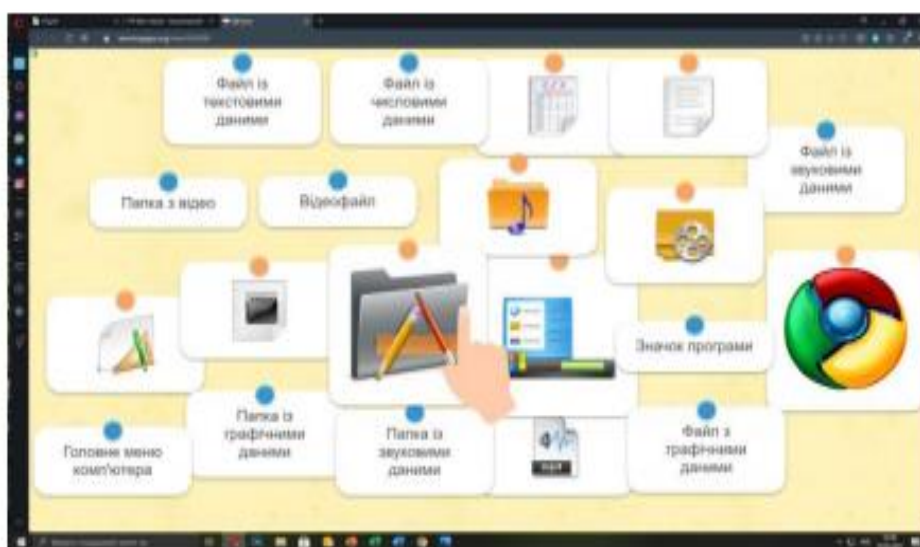 Файл із
текстовими
даними
Файл із
числовими
даними
Файл із
звуковими
даними
Папка з відео
Відеофайл
Значок програми
Головне меню
комп'ютера
Папка із
графічними
даними
Папка із
звуковими
даними
Файл з
графічними
даними